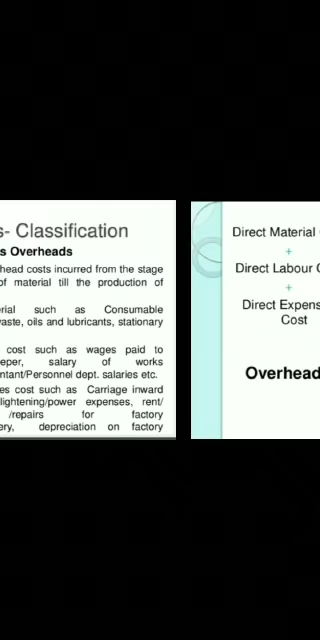 s- Classification
s Overheads
head costs incurred from the stage
of material till the production of
rial such as Consumable
waste, oils and lubricants, stationary
cost such as wages paid to
eper, salary of works
ntant/Personnel dept. salaries etc.
es cost such as Carriage inward
lightening/power expenses, rent/
/repairs for factory
ery, depreciation on factory
Direct Material
+
Direct Labour C
+
Direct Expens
Cost
Overhead